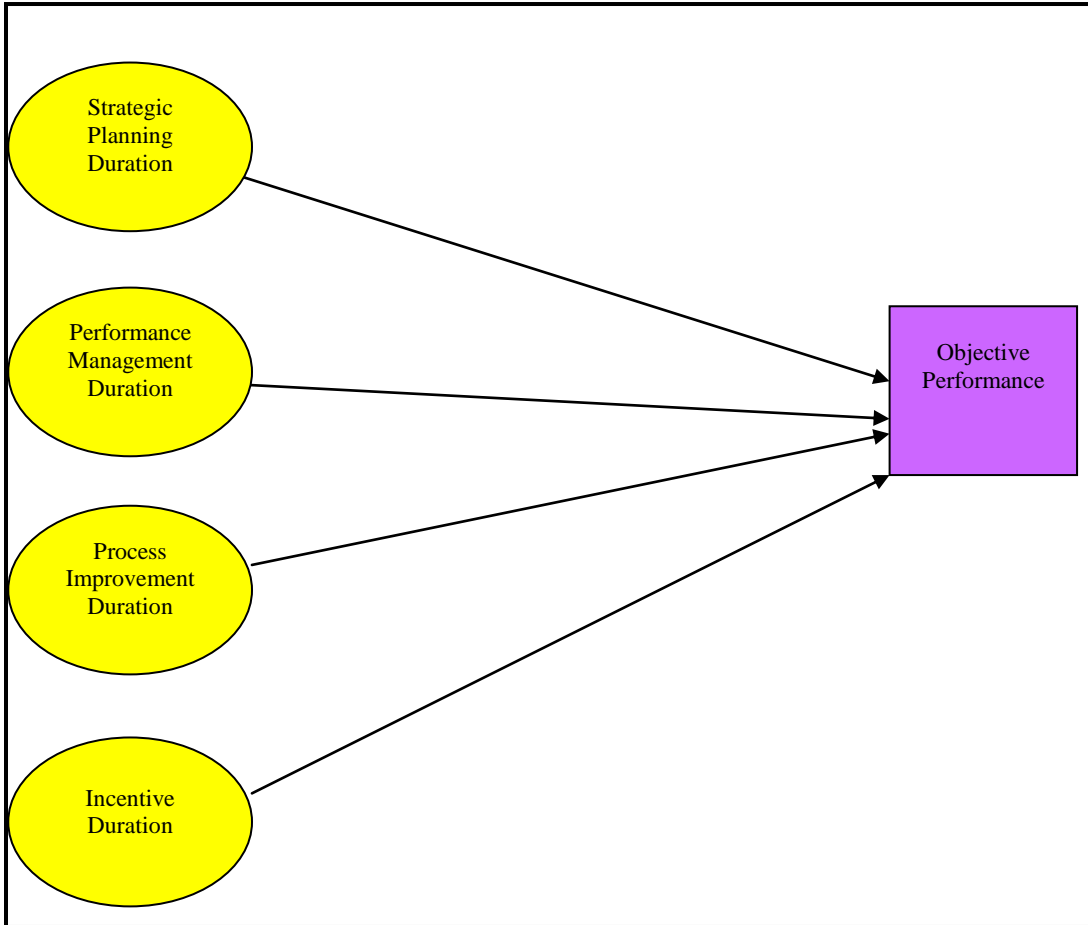 Strategic
Planning
Duration
Performance
Management
Duration
Objective
Performance
Process
Improvement
Duration
Incentive
Duration